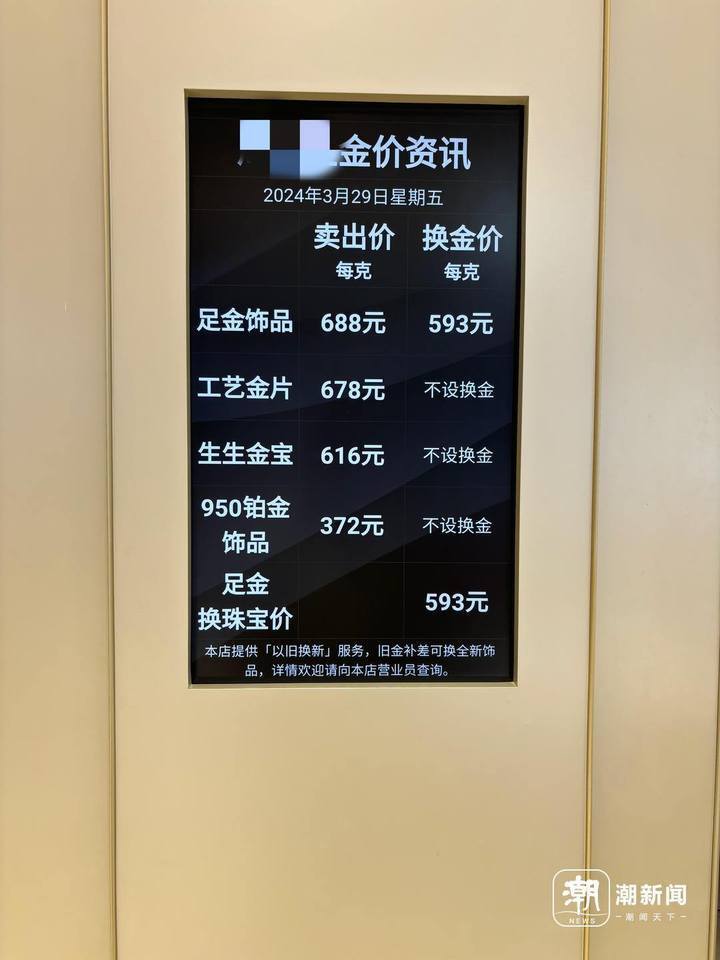 金价资讯
2024年3月29日星期五
卖出价 换金价
每克 每克
足金饰品 688元 593元
工艺金片 678元 不设换金
生生金宝 616元 不设换金
950铂金
饰品 372元 不设换金
足金
换珠宝价 593元
本店提供「以旧换新」服务，旧金补差可换全新饰
品，详情欢迎请向本店营业员查询。
潮 潮新闻
NEWS 潮闻天下